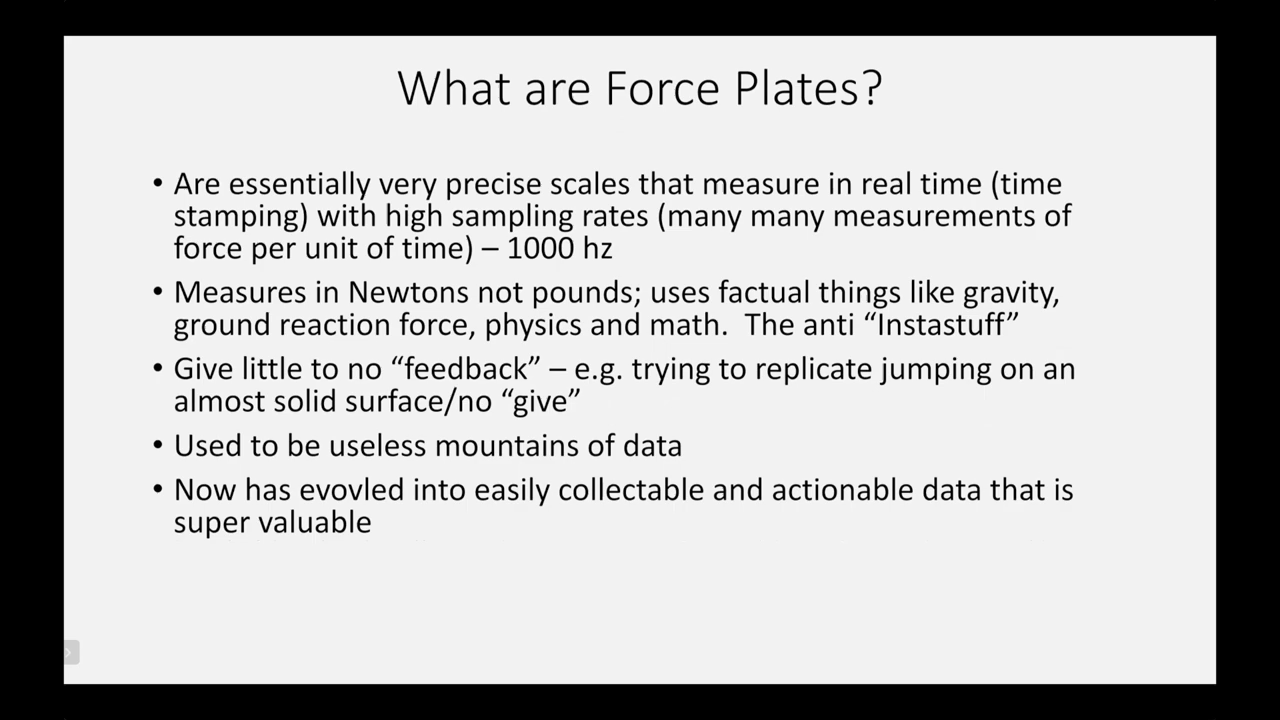 What are Force Plates?
• Are essentially very precise scales that measure in real time (time
stamping) with high sampling rates (many many measurements of
force per unit of time) – 1000 hz
• Measures in Newtons not pounds; uses factual things like gravity,
ground reaction force, physics and math.  The anti “Instastuff”
• Give little to no “feedback” – e.g. trying to replicate jumping on an
almost solid surface/no “give”
• Used to be useless mountains of data
• Now has evovled into easily collectable and actionable data that is
super valuable